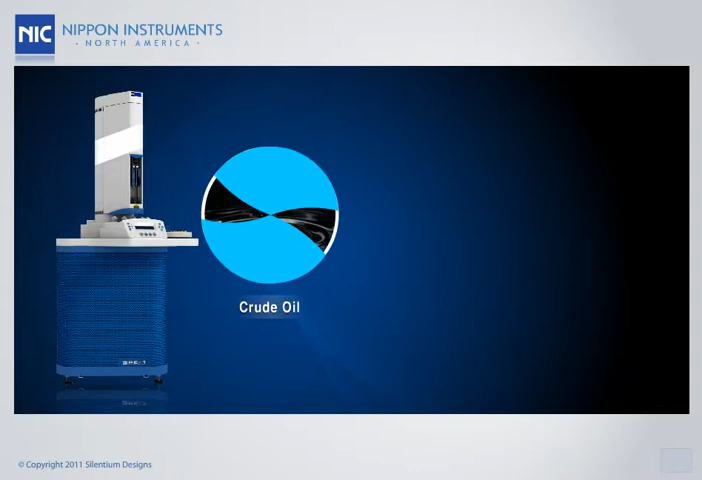 NIC NIPPON INSTRUMENTS
· NORTH AMERICA ·
Crude Oil
© Copyright 2011 Silentium Designs